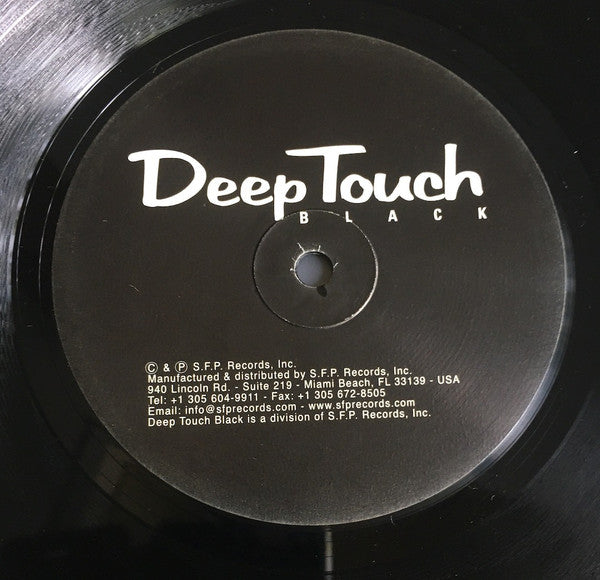 Deep Touch
BLACK
© & ℗ S.F.P. Records, Inc.
Manufactured & distributed by S.F.P. Records, Inc.
940 Lincoln Rd. - Suite 219 - Miami Beach, FL 33139 - USA
Tel: +1 305 604-9911 - Fax: +1 305 672-8505
Email: info@sfprecords.com - www.sfprecords.com
Deep Touch Black is a division of S.F.P. Records, Inc.